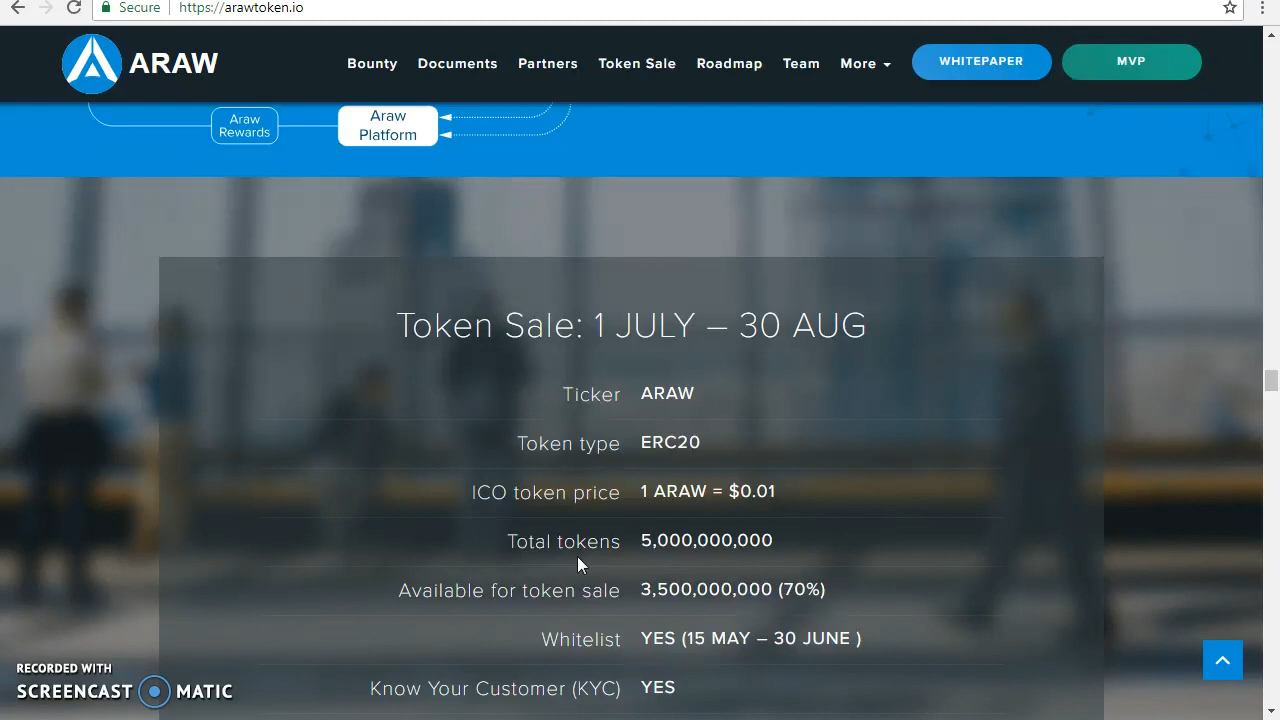 Secure
https://arawtoken.io
ARAW
Bounty
Documents
Partners
Token Sale
Roadmap
Team
More
WHITEPAPER
MVP
Araw
Rewards
Araw
Platform
Token Sale: 1 JULY – 30 AUG
Ticker ARAW
Token type ERC20
ICO token price 1 ARAW = $0.01
Total tokens 5,000,000,000
Available for token sale 3,500,000,000 (70%)
Whitelist YES (15 MAY – 30 JUNE )
Know Your Customer (KYC) YES
RECORDED WITH
SCREENCAST MATIC